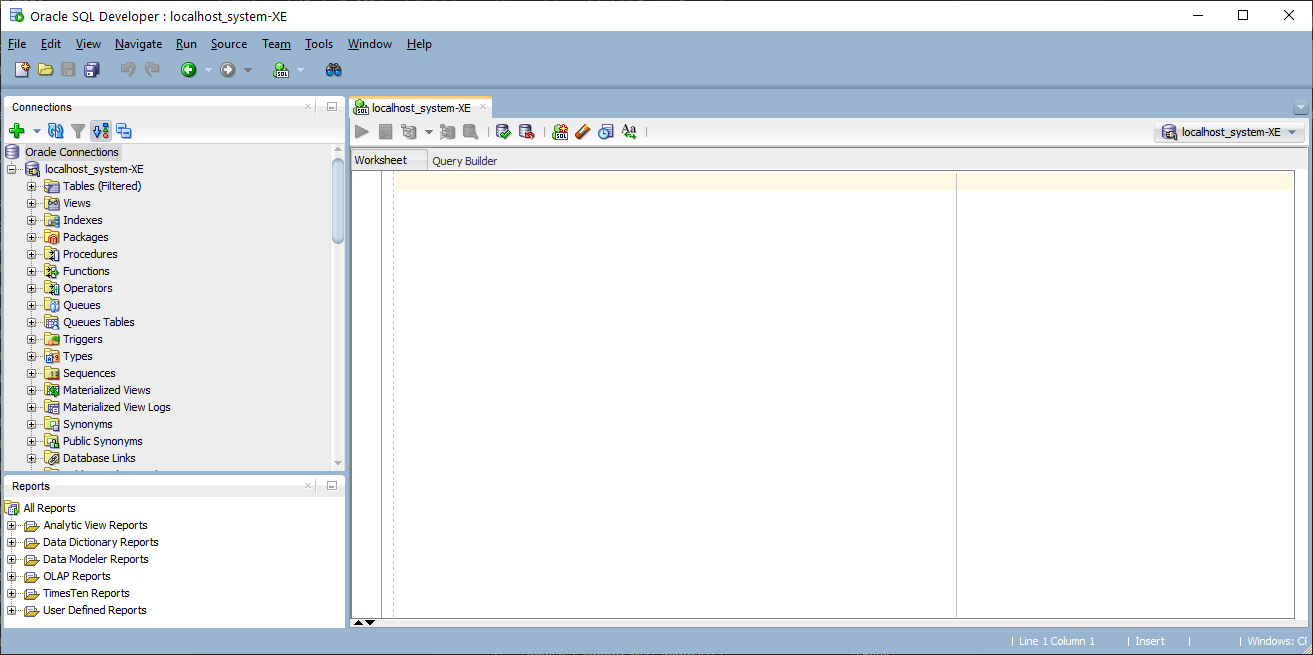 Oracle SQL Developer : localhost_system-XE
File Edit View Navigate Run Source Team Tools Window Help
Connections
Oracle Connections
localhost_system-XE
Tables (Filtered)
Views
Indexes
Packages
Procedures
Functions
Operators
Queues
Queues Tables
Triggers
Types
Sequences
Materialized Views
Materialized View Logs
Synonyms
Public Synonyms
Database Links
Reports
All Reports
Analytic View Reports
Data Dictionary Reports
Data Modeler Reports
OLAP Reports
TimesTen Reports
User Defined Reports
localhost_system-XE
Aa
localhost_system-XE
Worksheet Query Builder
Line 1 Column 1 | Insert | | Windows: C